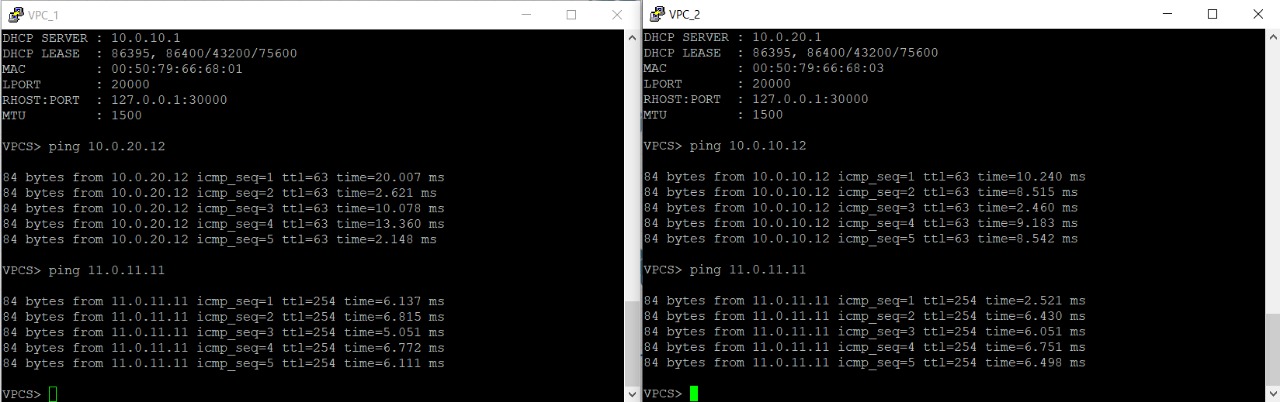 VPC_1
DHCP SERVER : 10.0.10.1
DHCP LEASE  : 86395, 86400/43200/75600
MAC         : 00:50:79:66:68:01
LPORT       : 20000
RHOST:PORT  : 127.0.0.1:30000
MTU         : 1500
VPCS> ping 10.0.20.12
84 bytes from 10.0.20.12 icmp_seq=1 ttl=63 time=20.007 ms
84 bytes from 10.0.20.12 icmp_seq=2 ttl=63 time=2.621 ms
84 bytes from 10.0.20.12 icmp_seq=3 ttl=63 time=10.078 ms
84 bytes from 10.0.20.12 icmp_seq=4 ttl=63 time=13.360 ms
84 bytes from 10.0.20.12 icmp_seq=5 ttl=63 time=2.148 ms
VPCS> ping 11.0.11.11
84 bytes from 11.0.11.11 icmp_seq=1 ttl=254 time=6.137 ms
84 bytes from 11.0.11.11 icmp_seq=2 ttl=254 time=6.815 ms
84 bytes from 11.0.11.11 icmp_seq=3 ttl=254 time=5.051 ms
84 bytes from 11.0.11.11 icmp_seq=4 ttl=254 time=6.772 ms
84 bytes from 11.0.11.11 icmp_seq=5 ttl=254 time=6.111 ms
VPCS>
VPC_2
DHCP SERVER : 10.0.20.1
DHCP LEASE  : 86395, 86400/43200/75600
MAC         : 00:50:79:66:68:03
LPORT       : 20000
RHOST:PORT  : 127.0.0.1:30000
MTU         : 1500
VPCS> ping 10.0.10.12
84 bytes from 10.0.10.12 icmp_seq=1 ttl=63 time=10.240 ms
84 bytes from 10.0.10.12 icmp_seq=2 ttl=63 time=8.515 ms
84 bytes from 10.0.10.12 icmp_seq=3 ttl=63 time=2.460 ms
84 bytes from 10.0.10.12 icmp_seq=4 ttl=63 time=9.183 ms
84 bytes from 10.0.10.12 icmp_seq=5 ttl=63 time=8.542 ms
VPCS> ping 11.0.11.11
84 bytes from 11.0.11.11 icmp_seq=1 ttl=254 time=2.521 ms
84 bytes from 11.0.11.11 icmp_seq=2 ttl=254 time=6.430 ms
84 bytes from 11.0.11.11 icmp_seq=3 ttl=254 time=6.051 ms
84 bytes from 11.0.11.11 icmp_seq=4 ttl=254 time=6.751 ms
84 bytes from 11.0.11.11 icmp_seq=5 ttl=254 time=6.498 ms
VPCS>